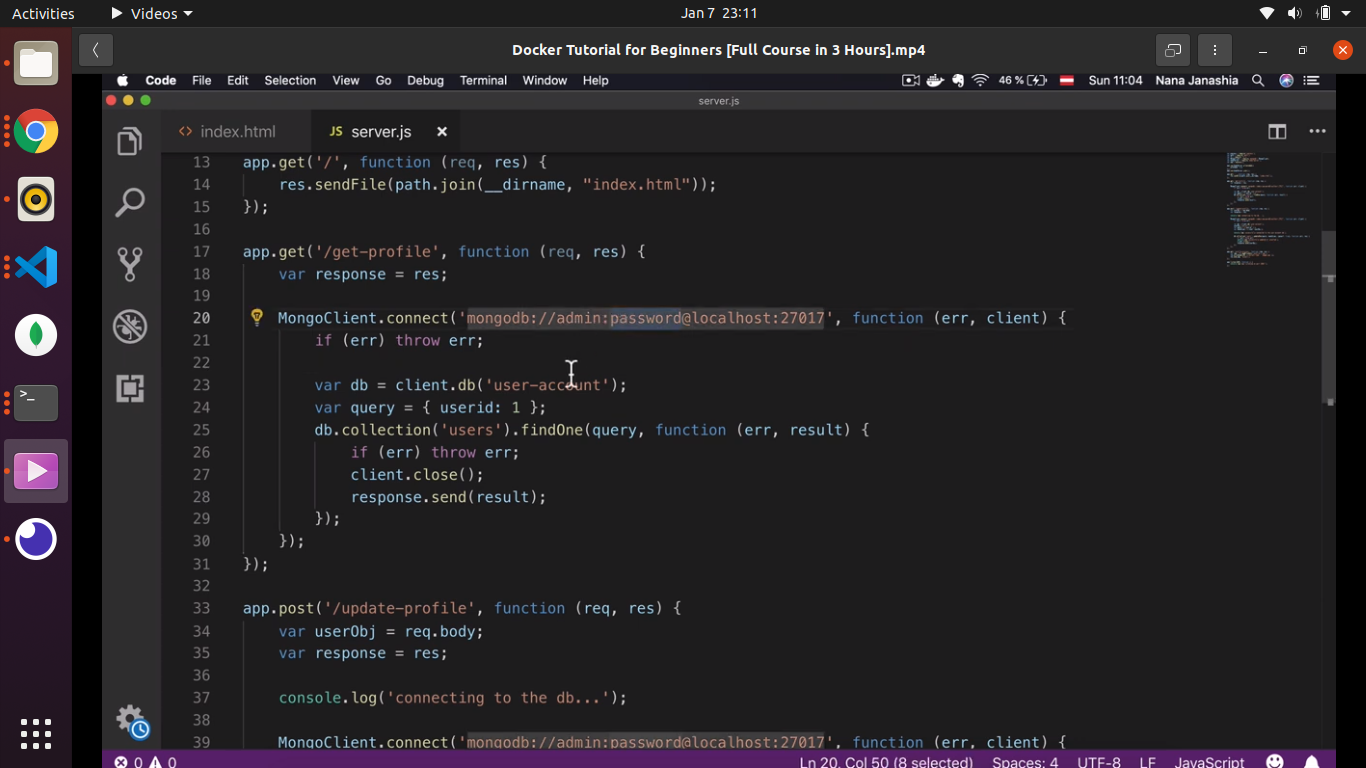 Activities
Videos
Jan 7 23:11
Docker Tutorial for Beginners [Full Course in 3 Hours].mp4
Code File Edit Selection View Go Debug Terminal Window Help
46 %
Sun 11:04 Nana Janashia
server.js
<> index.html
JS server.js
13 app.get('/', function (req, res) {
14 res.sendFile(path.join(__dirname, "index.html"));
15 });
16
17 app.get('/get-profile', function (req, res) {
18 var response = res;
19
20 MongoClient.connect('mongodb://admin:password@localhost:27017', function (err, client) {
21 if (err) throw err;
22
23 var db = client.db('user-account');
24 var query = { userid: 1 };
25 db.collection('users').findOne(query, function (err, result) {
26 if (err) throw err;
27 client.close();
28 response.send(result);
29 });
30 });
31 });
32
33 app.post('/update-profile', function (req, res) {
34 var userObj = req.body;
35 var response = res;
36
37 console.log('connecting to the db...');
38
39 MongoClient.connect('mongodb://admin:password@localhost:27017', function (err, client) {
0 0 Ln 20, Col 50 (8 selected) Spaces: 4 UTF-8 LF JavaScript